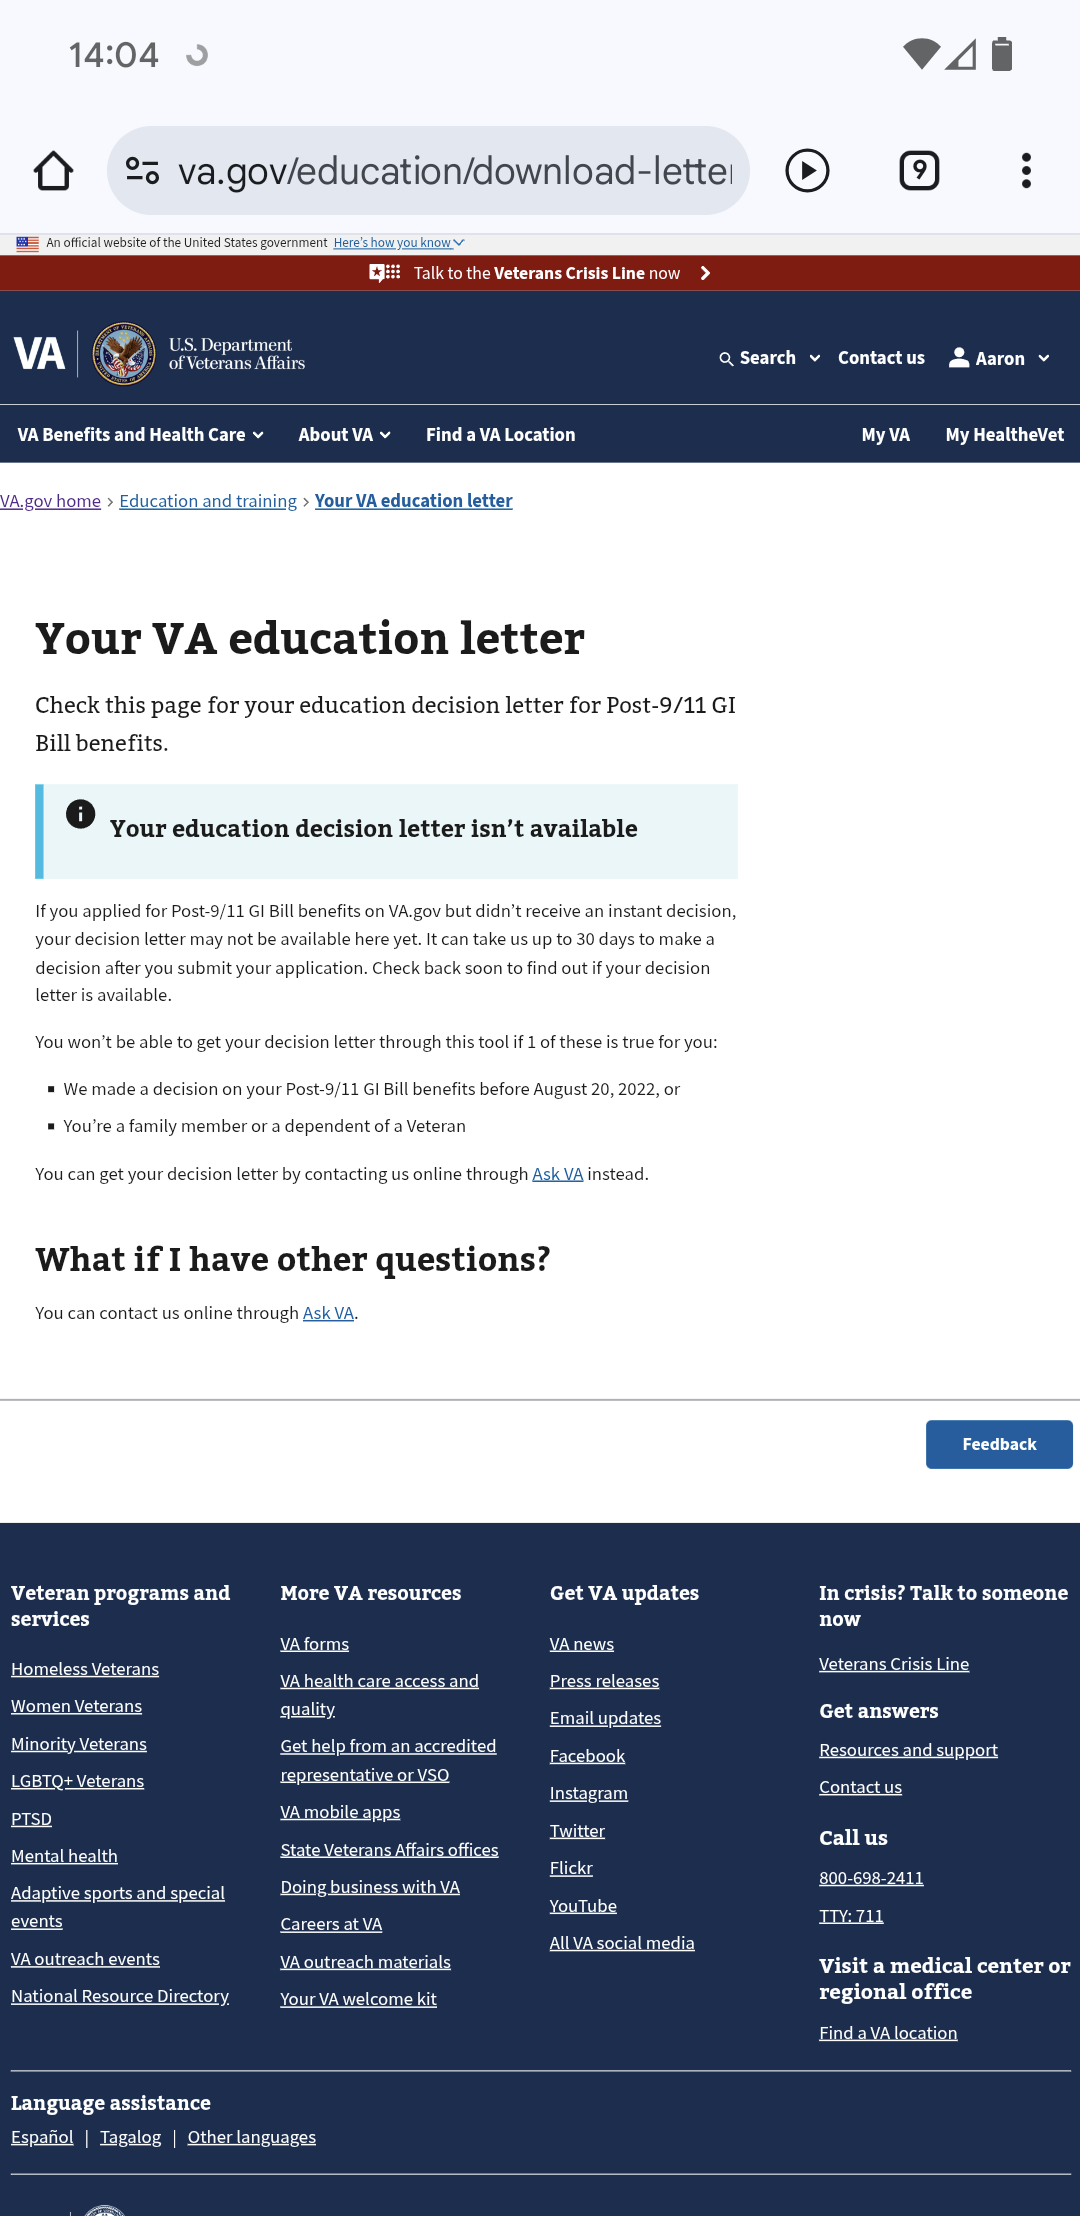 14:04
va.gov/education/download-letter
9
An official website of the United States government Here's how you know
Talk to the Veterans Crisis Line now
VA
U.S. Department
of Veterans Affairs
Search
Contact us
Aaron
VA Benefits and Health Care
About VA
Find a VA Location
My VA
My HealtheVet
VA.gov home › Education and training › Your VA education letter
Your VA education letter
Check this page for your education decision letter for Post-9/11 GI
Bill benefits.
Your education decision letter isn’t available
If you applied for Post-9/11 GI Bill benefits on VA.gov but didn’t receive an instant decision,
your decision letter may not be available here yet. It can take us up to 30 days to make a
decision after you submit your application. Check back soon to find out if your decision
letter is available.
You won’t be able to get your decision letter through this tool if 1 of these is true for you:
▪ We made a decision on your Post-9/11 GI Bill benefits before August 20, 2022, or
▪ You’re a family member or a dependent of a Veteran
You can get your decision letter by contacting us online through Ask VA instead.
What if I have other questions?
You can contact us online through Ask VA.
Feedback
Veteran programs and
services
Homeless Veterans
Women Veterans
Minority Veterans
LGBTQ+ Veterans
PTSD
Mental health
Adaptive sports and special
events
VA outreach events
National Resource Directory
More VA resources
VA forms
VA health care access and
quality
Get help from an accredited
representative or VSO
VA mobile apps
State Veterans Affairs offices
Doing business with VA
Careers at VA
VA outreach materials
Your VA welcome kit
Get VA updates
VA news
Press releases
Email updates
Facebook
Instagram
Twitter
Flickr
YouTube
All VA social media
In crisis? Talk to someone
now
Veterans Crisis Line
Get answers
Resources and support
Contact us
Call us
800-698-2411
TTY: 711
Visit a medical center or
regional office
Find a VA location
Language assistance
Español | Tagalog | Other languages